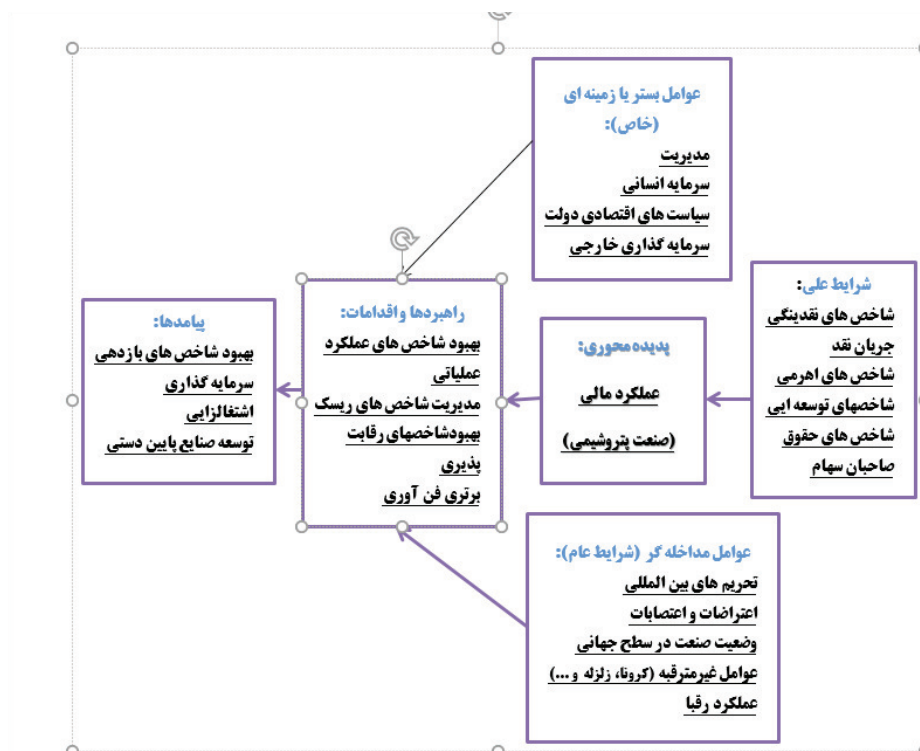 عوامل بستر یا زمینه ای
(خاص):
مدیریت
سرمایه انسانی
سیاست های اقتصادی دولت
سرمایه گذاری خارجی
شرایط علی:
شاخص های نقدینگی
جریان نقد
شاخص های اهرمی
شاخصهای توسعه ایی
شاخص های حقوق
صاحبان سهام
پدیده محوری:
عملکرد مالی
(صنعت پتروشیمی)
راهبردها و اقدامات:
بهبود شاخص های عملکرد
عملیاتی
مدیریت شاخص های ریسک
بهبودشاخصهای رقابت
پذیری
برتری فن آوری
پیامدها:
بهبود شاخص های بازدهی
سرمایه گذاری
اشتغالزایی
توسعه صنایع پایین دستی
عوامل مداخله گر (شرایط عام):
تحریم های بین المللی
اعتراضات و اعتصابات
وضعیت صنعت در سطح جهانی
عوامل غیرمترقبه (کرونا، زلزله و ...)
عملکرد رقبا